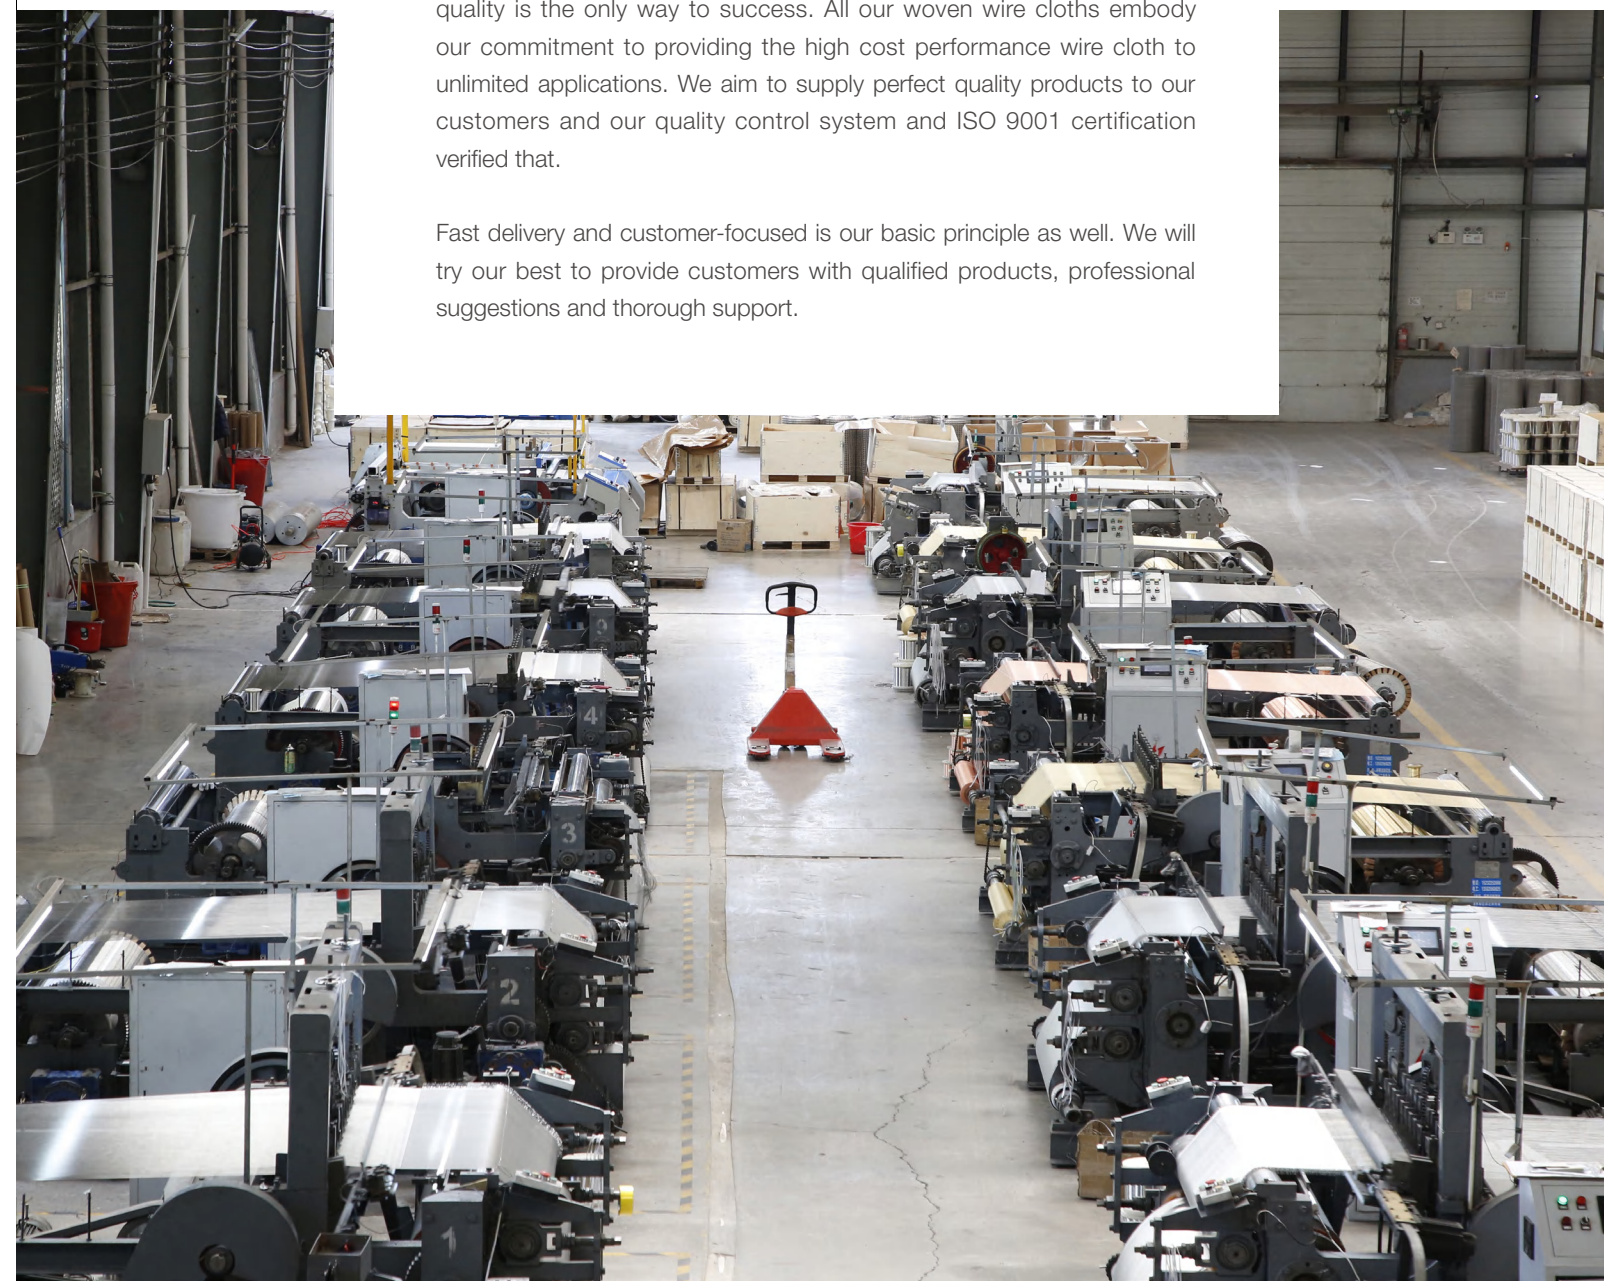 quality is the only way to success. All our woven wire cloths embody
our commitment to providing the high cost performance wire cloth to
unlimited applications. We aim to supply perfect quality products to our
customers and our quality control system and ISO 9001 certification
verified that.
Fast delivery and customer-focused is our basic principle as well. We will
try our best to provide customers with qualified products, professional
suggestions and thorough support.
4
3
2
1